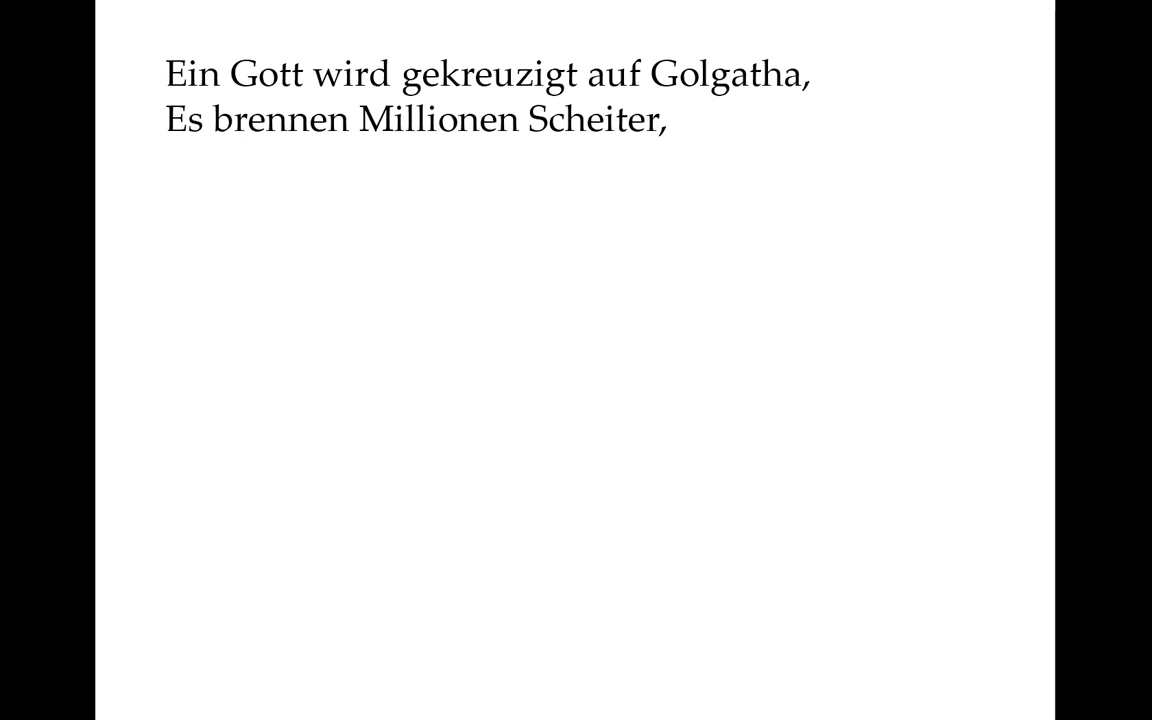 Ein Gott wird gekreuzigt auf Golgatha,
Es brennen Millionen Scheiter,